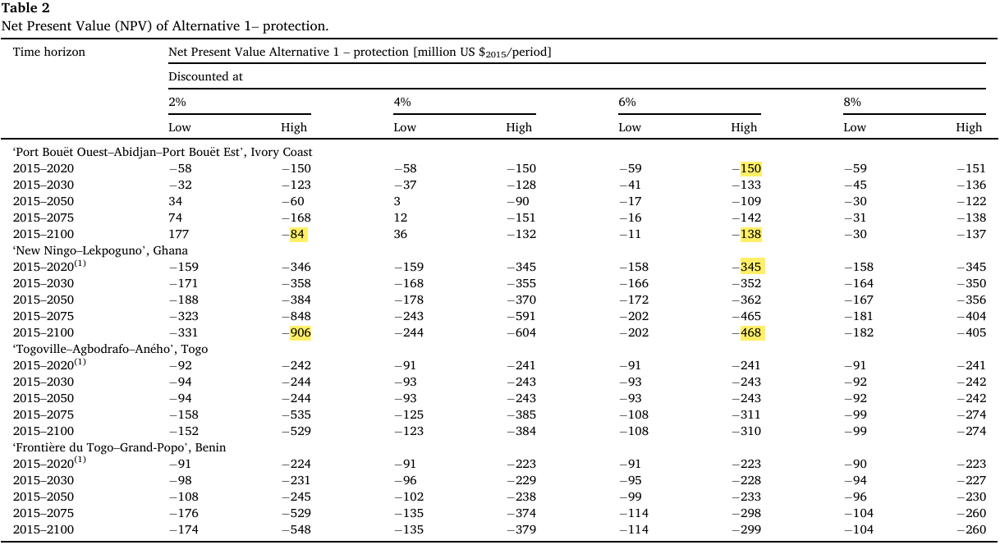 Table 2
Net Present Value (NPV) of Alternative 1– protection.
Time horizon Net Present Value Alternative 1 – protection [million US $2015/period]
Discounted at
2% 4% 6% 8%
Low High Low High Low High Low High
‘Port Bouët Ouest–Abidjan–Port Bouët Est’, Ivory Coast
2015–2020 −58 −150 −58 −150 −59 −150 −59 −151
2015–2030 −32 −123 −37 −128 −41 −133 −45 −136
2015–2050 34 −60 3 −90 −17 −109 −30 −122
2015–2075 74 −168 12 −151 −16 −142 −31 −138
2015–2100 177 −84 36 −132 −11 −138 −30 −137
‘New Ningo–Lekpoguno’, Ghana
2015–2020(1) −159 −346 −159 −345 −158 −345 −158 −345
2015–2030 −171 −358 −168 −355 −166 −352 −164 −350
2015–2050 −188 −384 −178 −370 −172 −362 −167 −356
2015–2075 −323 −848 −243 −591 −202 −465 −181 −404
2015–2100 −331 −906 −244 −604 −202 −468 −182 −405
‘Togoville–Agbodrafo–Aného’, Togo
2015–2020(1) −92 −242 −91 −241 −91 −241 −91 −241
2015–2030 −94 −244 −93 −243 −93 −243 −92 −242
2015–2050 −94 −244 −93 −243 −93 −243 −92 −242
2015–2075 −158 −535 −125 −385 −108 −311 −99 −274
2015–2100 −152 −529 −123 −384 −108 −310 −99 −274
‘Frontière du Togo–Grand-Popo’, Benin
2015–2020(1) −91 −224 −91 −223 −91 −223 −90 −223
2015–2030 −98 −231 −96 −229 −95 −228 −94 −227
2015–2050 −108 −245 −102 −238 −99 −233 −96 −230
2015–2075 −176 −529 −135 −374 −114 −298 −104 −260
2015–2100 −174 −548 −135 −379 −114 −299 −104 −260